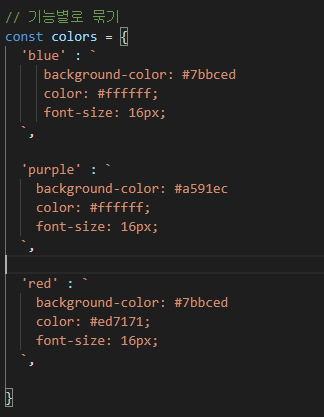 // 기능별로 묶기
const colors = {
'blue' : `
background-color: #7bbced
color: #ffffff;
font-size: 16px;
`,
'purple' : `
background-color: #a591ec
color: #ffffff;
font-size: 16px;
`,
'red' : `
background-color: #7bbced
color: #ed7171;
font-size: 16px;
`,
}